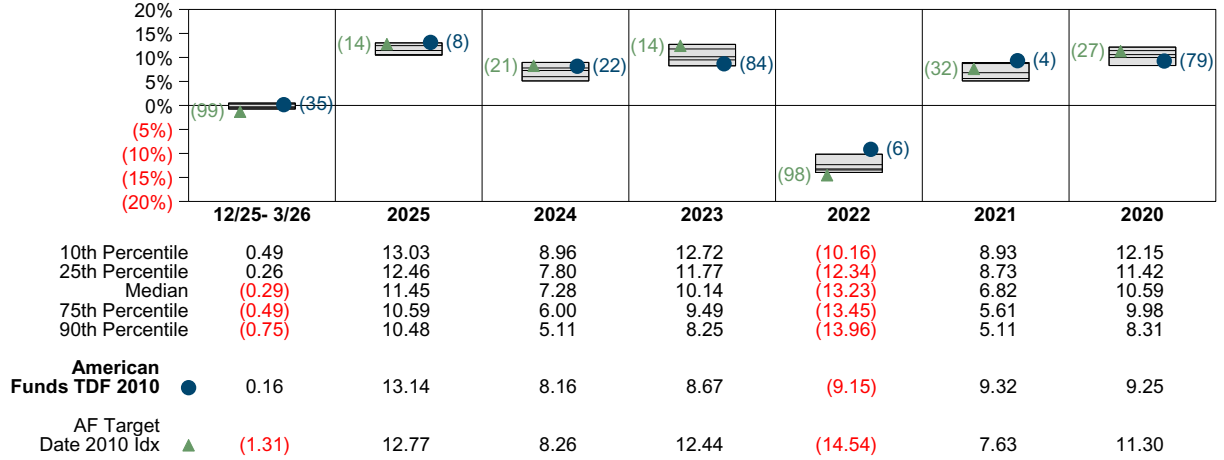 20%
15%
10%
5%
0%
(5%)
(10%)
(15%)
(20%)
(99) (35)
(14) (8)
(21) (22)
(14) (84)
(98) (6)
(32) (4)
(27) (79)
12/25- 3/26 2025 2024 2023 2022 2021 2020
10th Percentile 0.49 13.03 8.96 12.72 (10.16) 8.93 12.15
25th Percentile 0.26 12.46 7.80 11.77 (12.34) 8.73 11.42
Median (0.29) 11.45 7.28 10.14 (13.23) 6.82 10.59
75th Percentile (0.49) 10.59 6.00 9.49 (13.45) 5.61 9.98
90th Percentile (0.75) 10.48 5.11 8.25 (13.96) 5.11 8.31
American
Funds TDF 2010 0.16 13.14 8.16 8.67 (9.15) 9.32 9.25
AF Target
Date 2010 Idx (1.31) 12.77 8.26 12.44 (14.54) 7.63 11.30